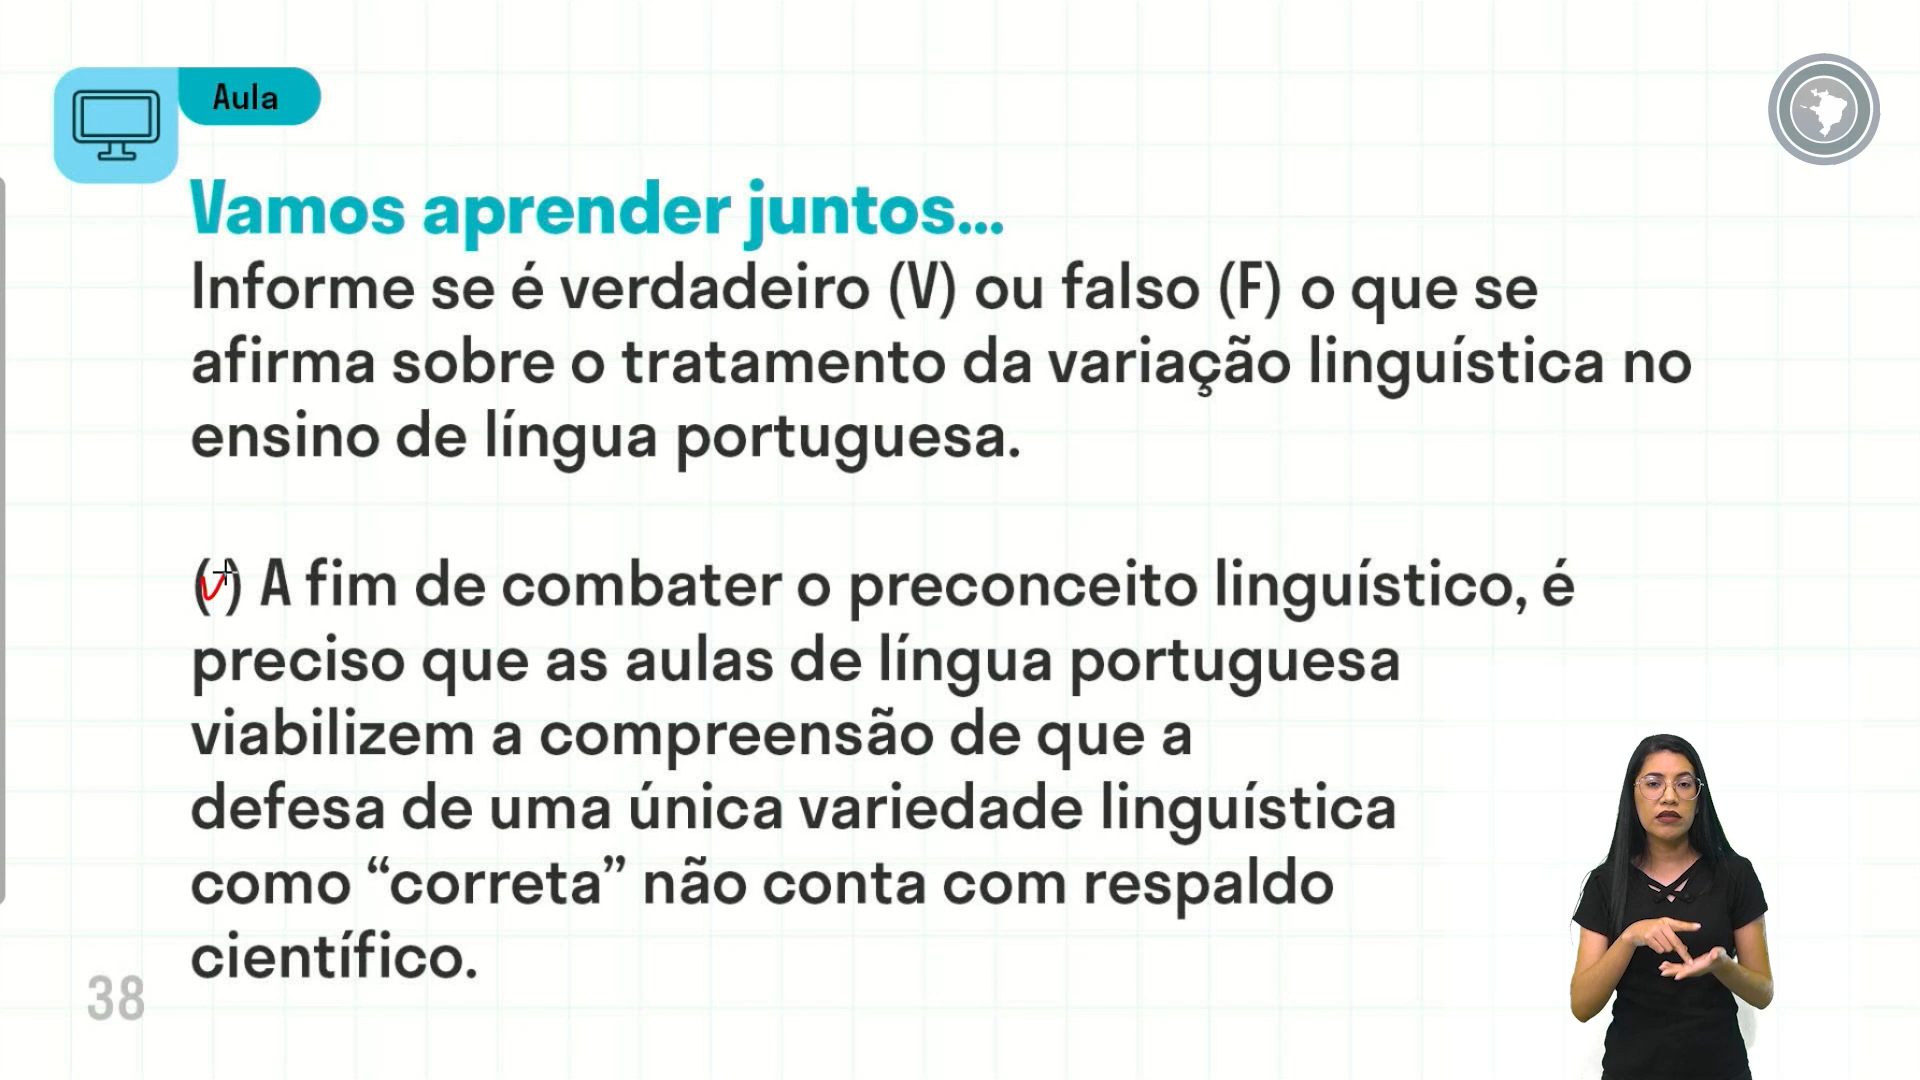 Aula
Vamos aprender juntos...
Informe se é verdadeiro (V) ou falso (F) o que se
afirma sobre o tratamento da variação linguística no
ensino de língua portuguesa.
(V) A fim de combater o preconceito linguístico, é
preciso que as aulas de língua portuguesa
viabilizem a compreensão de que a
defesa de uma única variedade linguística
como “correta” não conta com respaldo
científico.
38